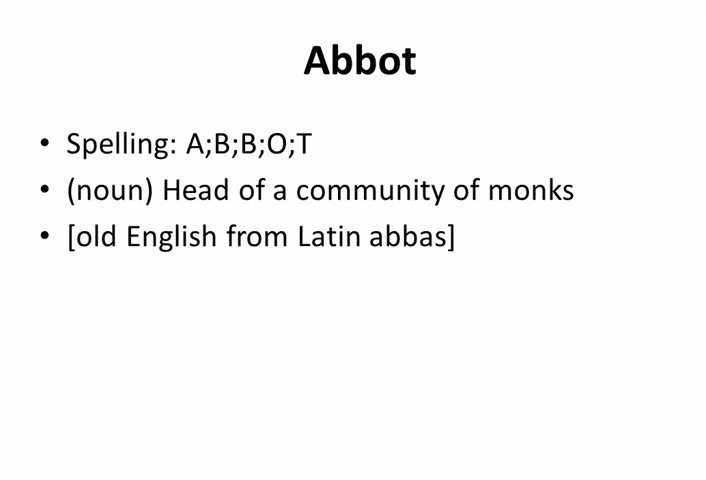 Abbot
• Spelling: A;B;B;O;T
• (noun) Head of a community of monks
• [old English from Latin abbas]